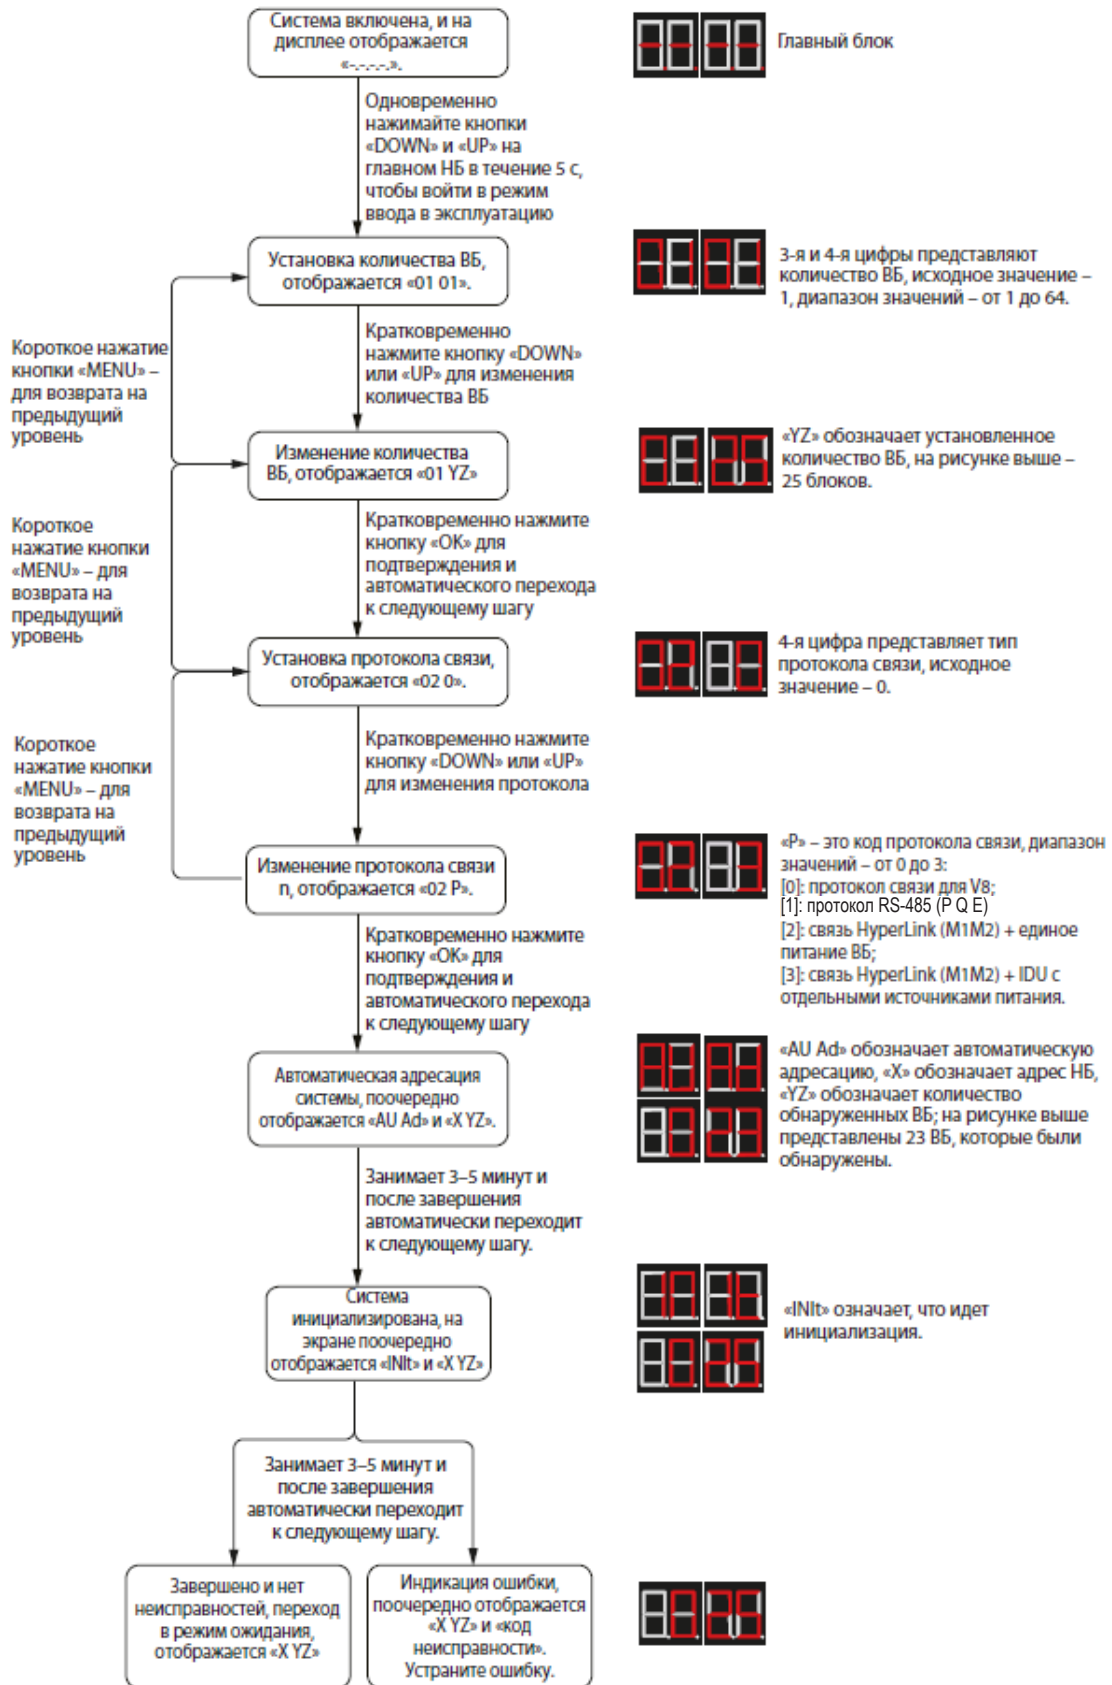 Система включена, и на
дисплее отображается
«-.-.-.-.».
Главный блок
Одновременно
нажимайте кнопки
«DOWN» и «UP» на
главном НБ в течение 5 с,
чтобы войти в режим
ввода в эксплуатацию
Установка количества ВБ,
отображается «01 01».
3-я и 4-я цифры представляют
количество ВБ, исходное значение –
1, диапазон значений – от 1 до 64.
Короткое нажатие
кнопки «MENU» –
для возврата на
предыдущий
уровень
Кратковременно
нажмите кнопку «DOWN»
или «UP» для изменения
количества ВБ
Изменение количества
ВБ, отображается «01 YZ»
«YZ» обозначает установленное
количество ВБ, на рисунке выше –
25 блоков.
Короткое
нажатие кнопки
«MENU» – для
возврата на
предыдущий
уровень
Кратковременно нажмите
кнопку «OK» для
подтверждения и
автоматического перехода
к следующему шагу
Установка протокола связи,
отображается «02 0».
4-я цифра представляет тип
протокола связи, исходное
значение – 0.
Короткое
нажатие кнопки
«MENU» – для
возврата на
предыдущий
уровень
Кратковременно нажмите
кнопку «DOWN» или «UP»
для изменения протокола
Изменение протокола связи
n, отображается «02 P».
«P» – это код протокола связи, диапазон
значений – от 0 до 3:
[0]: протокол связи для V8;
[1]: протокол RS-485 (P Q E)
[2]: связь HyperLink (M1M2) + единое
питание ВБ;
[3]: связь HyperLink (M1M2) + IDU с
отдельными источниками питания.
Кратковременно нажмите
кнопку «OK» для
подтверждения и
автоматического перехода
к следующему шагу
Автоматическая адресация
системы, поочередно
отображается «AU Ad» и «X YZ».
«AU Ad» обозначает автоматическую
адресацию, «X» обозначает адрес НБ,
«YZ» обозначает количество
обнаруженных ВБ; на рисунке выше
представлены 23 ВБ, которые были
обнаружены.
Занимает 3–5 минут и
после завершения
автоматически переходит
к следующему шагу.
Система
инициализирована, на
экране поочередно
отображается «INIt» и «X YZ»
«INIt» означает, что идет
инициализация.
Занимает 3–5 минут и
после завершения
автоматически переходит
к следующему шагу.
Завершено и нет
неисправностей, переход
в режим ожидания,
отображается «X YZ»
Индикация ошибки,
поочередно отображается
«X YZ» и «код
неисправности».
Устраните ошибку.